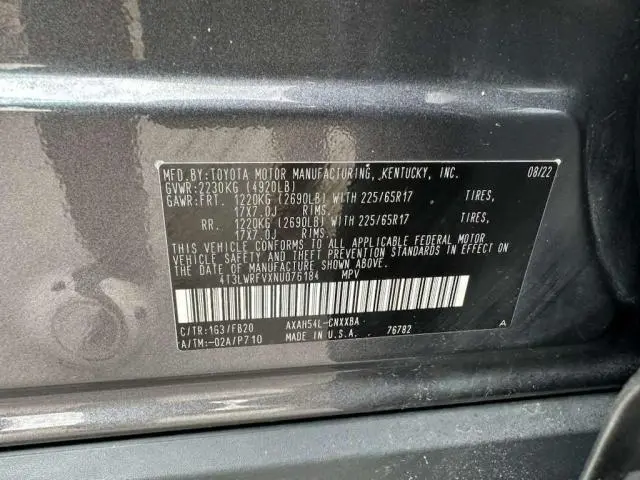 MFD.BY:TOYOTA MOTOR MANUFACTURING, KENTUCKY, INC. 08/22
GVWR:2230KG (4920LB)
GAWR:FRT. 1220KG (2690LB) WITH 225/65R17 TIRES,
17X7.0J RIMS,
RR. 1220KG (2690LB) WITH 225/65R17 TIRES,
17X7.0J RIMS.
THIS VEHICLE CONFORMS TO ALL APPLICABLE FEDERAL MOTOR
VEHICLE SAFETY AND THEFT PREVENTION STANDARDS IN EFFECT
ON THE DATE OF MANUFACTURE SHOWN ABOVE.
4T3LWRFVXNU076184 MPV
C/TR:1G3/FB20 AXAH54L-CNXXBA A
A/TM:-02A/P710 MADE IN U.S.A. 76782